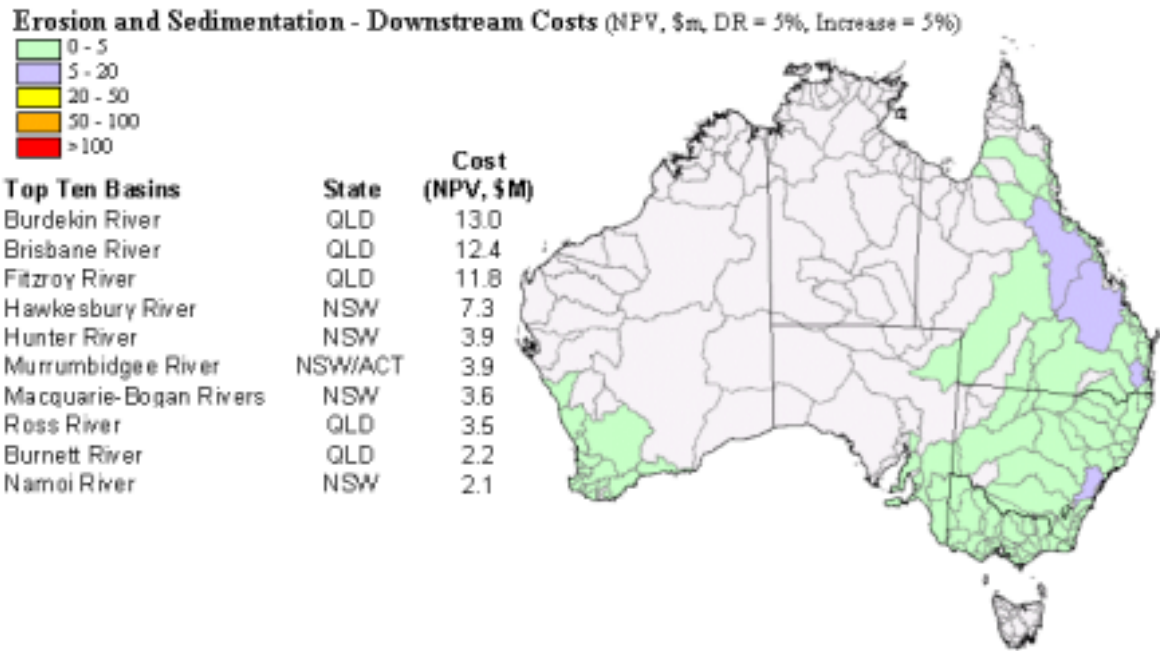 Erosion and Sedimentation - Downstream Costs (NPV, $m, DR = 5%, Increase = 5%)
0 - 5
5 - 20
20 - 50
50 - 100
>100
Top Ten Basins State Cost (NPV, $M)
Burdekin River QLD 13.0
Brisbane River QLD 12.4
Fitzroy River QLD 11.8
Hawkesbury River NSW 7.3
Hunter River NSW 3.9
Murrumbidgee River NSW/ACT 3.9
Macquarie-Bogan Rivers NSW 3.6
Ross River QLD 3.5
Burnett River QLD 2.2
Namoi River NSW 2.1